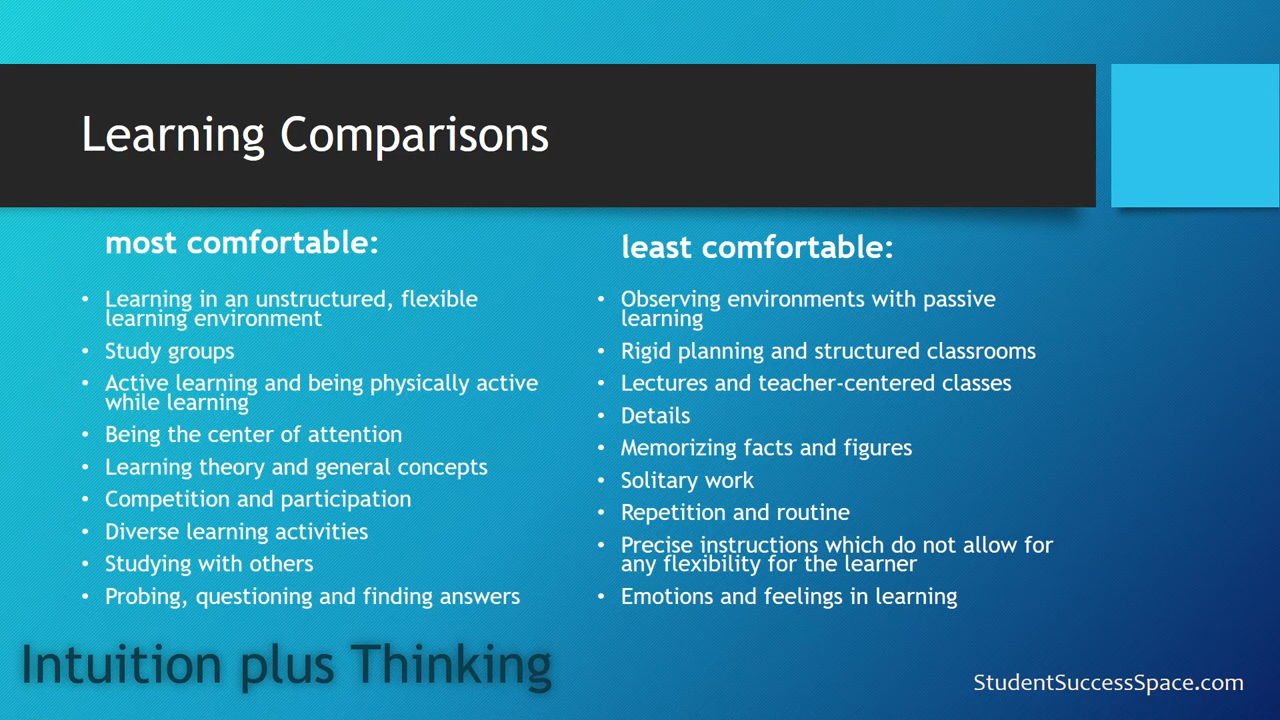 Learning Comparisons
most comfortable:
• Learning in an unstructured, flexible
learning environment
• Study groups
• Active learning and being physically active
while learning
• Being the center of attention
• Learning theory and general concepts
• Competition and participation
• Diverse learning activities
• Studying with others
• Probing, questioning and finding answers
least comfortable:
• Observing environments with passive
learning
• Rigid planning and structured classrooms
• Lectures and teacher-centered classes
• Details
• Memorizing facts and figures
• Solitary work
• Repetition and routine
• Precise instructions which do not allow for
any flexibility for the learner
• Emotions and feelings in learning
Intuition plus Thinking
StudentSuccessSpace.com